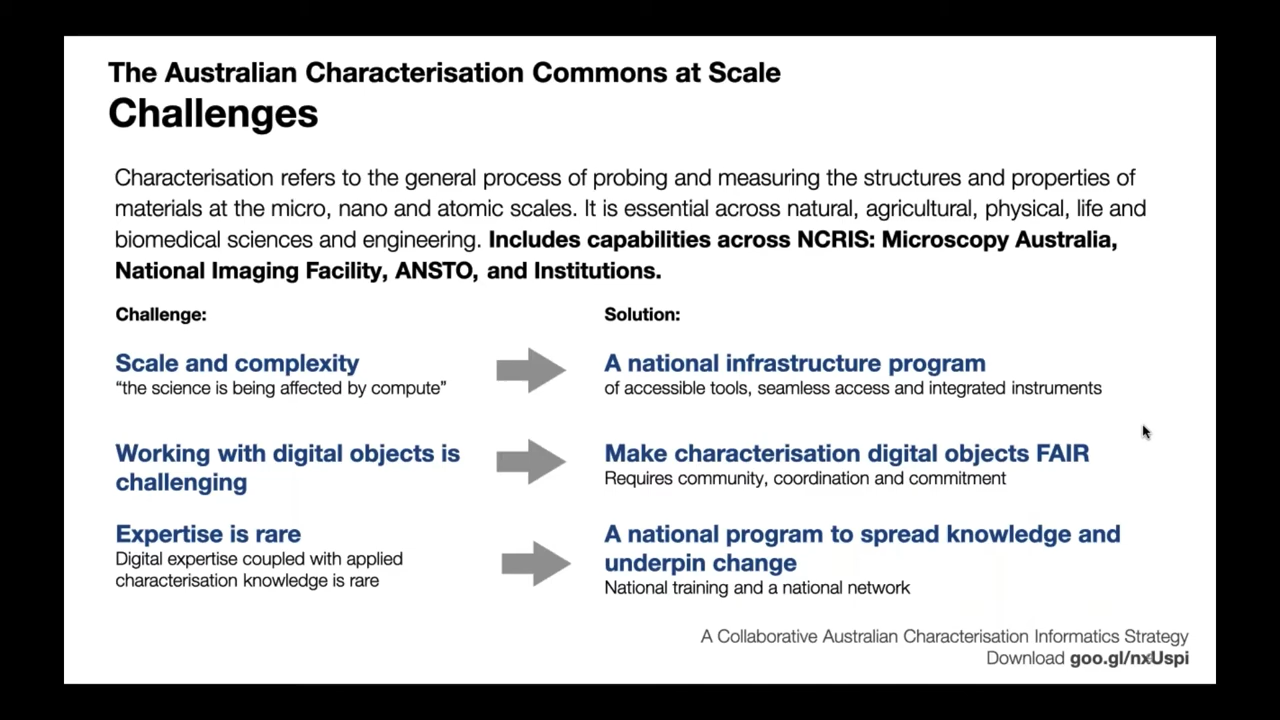 The Australian Characterisation Commons at Scale
Challenges
Characterisation refers to the general process of probing and measuring the structures and properties of
materials at the micro, nano and atomic scales. It is essential across natural, agricultural, physical, life and
biomedical sciences and engineering. Includes capabilities across NCRIS: Microscopy Australia,
National Imaging Facility, ANSTO, and Institutions.
Challenge:
Solution:
Scale and complexity
“the science is being affected by compute”
A national infrastructure program
of accessible tools, seamless access and integrated instruments
Working with digital objects is
challenging
Make characterisation digital objects FAIR
Requires community, coordination and commitment
Expertise is rare
Digital expertise coupled with applied
characterisation knowledge is rare
A national program to spread knowledge and
underpin change
National training and a national network
A Collaborative Australian Characterisation Informatics Strategy
Download goo.gl/nxUspi